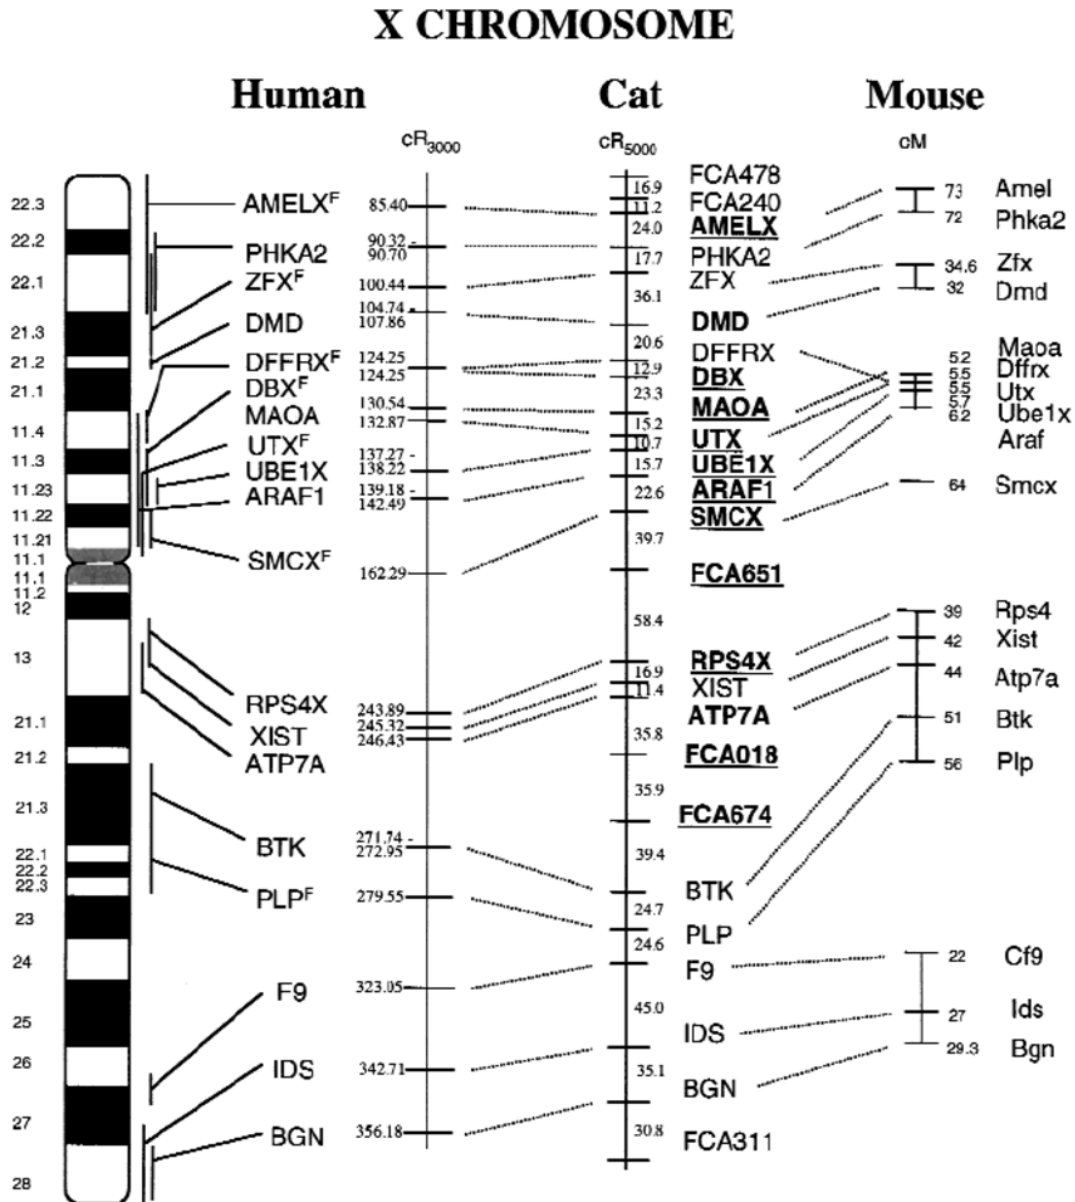 X CHROMOSOME
Human
Cat
Mouse
cR3000
cR5000
cM
22.3
22.2
22.1
21.3
21.2
21.1
11.4
11.3
11.23
11.22
11.21
11.1
11.1
11.2
12
13
21.1
21.2
21.3
22.1
22.2
22.3
23
24
25
26
27
28
AMELXF
PHKA2
ZFXF
DMD
DFFRXF
DBXF
MAOA
UTXF
UBE1X
ARAF1
SMCXF
RPS4X
XIST
ATP7A
BTK
PLPF
F9
IDS
BGN
85.40
90.32
90.70
100.44
104.74
107.86
124.25
124.25
130.54
132.87
137.27
138.22
139.18
142.49
162.29
243.89
245.32
246.43
271.74
272.95
279.55
323.05
342.71
356.18
16.9
11.2
24.0
17.7
36.1
20.6
12.9
23.3
15.2
10.7
15.7
22.6
39.7
58.4
16.9
11.4
35.8
35.9
39.4
24.7
24.6
45.0
35.1
30.8
FCA478
FCA240
AMELX
PHKA2
ZFX
DMD
DFFRX
DBX
MAOA
UTX
UBE1X
ARAF1
SMCX
FCA651
RPS4X
XIST
ATP7A
FCA018
FCA674
BTK
PLP
F9
IDS
BGN
FCA311
73 Amel
72 Phka2
34.6 Zfx
32 Dmd
5.2 Maoa
5.5 Dffrx
5.5 Utx
5.7 Ube1x
6.2 Araf
64 Smcx
39 Rps4
42 Xist
44 Atp7a
51 Btk
56 Plp
22 Cf9
27 Ids
29.3 Bgn